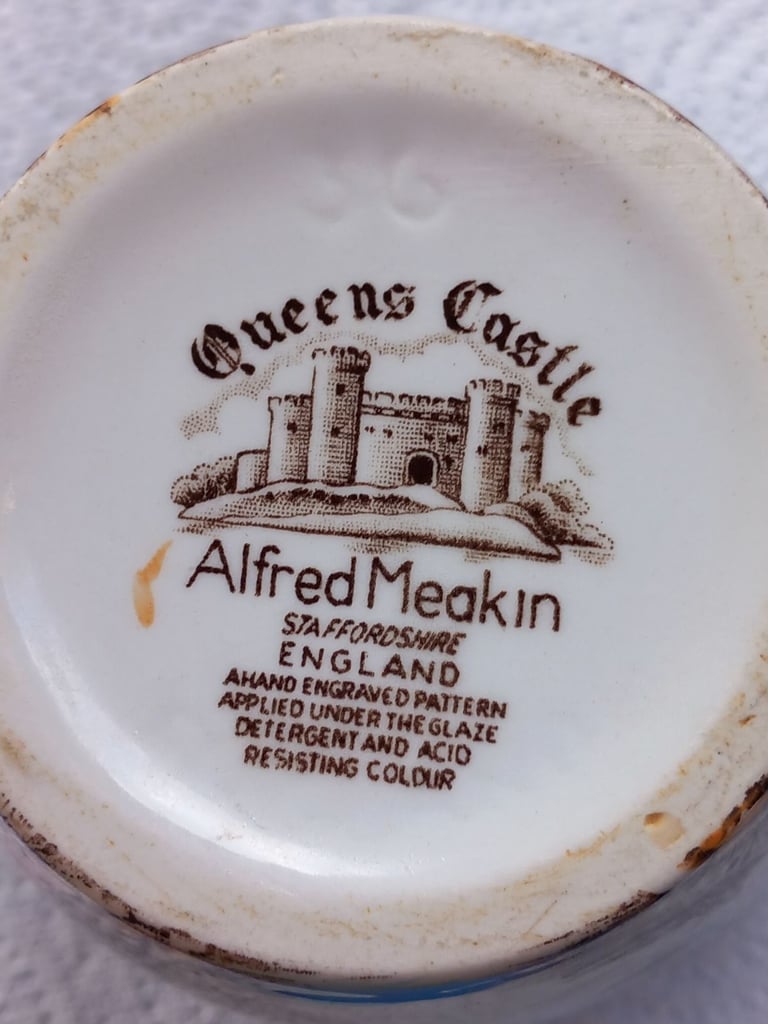 Queens Castle
Alfred Meakin
STAFFORDSHIRE
ENGLAND
A HAND ENGRAVED PATTERN
APPLIED UNDER THE GLAZE
DETERGENT AND ACID
RESISTING COLOUR